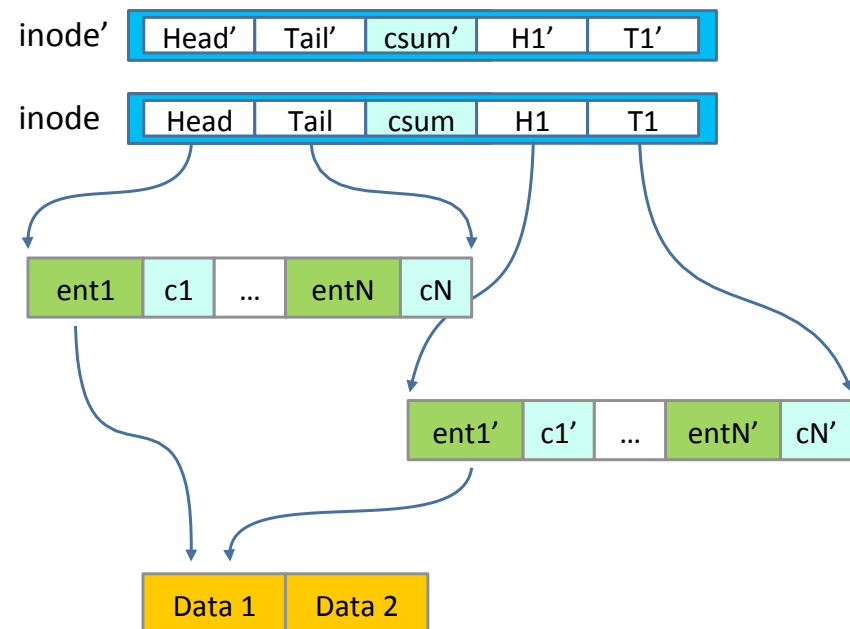 inode’ Head’ Tail’ csum’ H1’ T1’
inode Head Tail csum H1 T1
ent1 c1 ... entN cN
ent1’ c1’ ... entN’ cN’
Data 1 Data 2